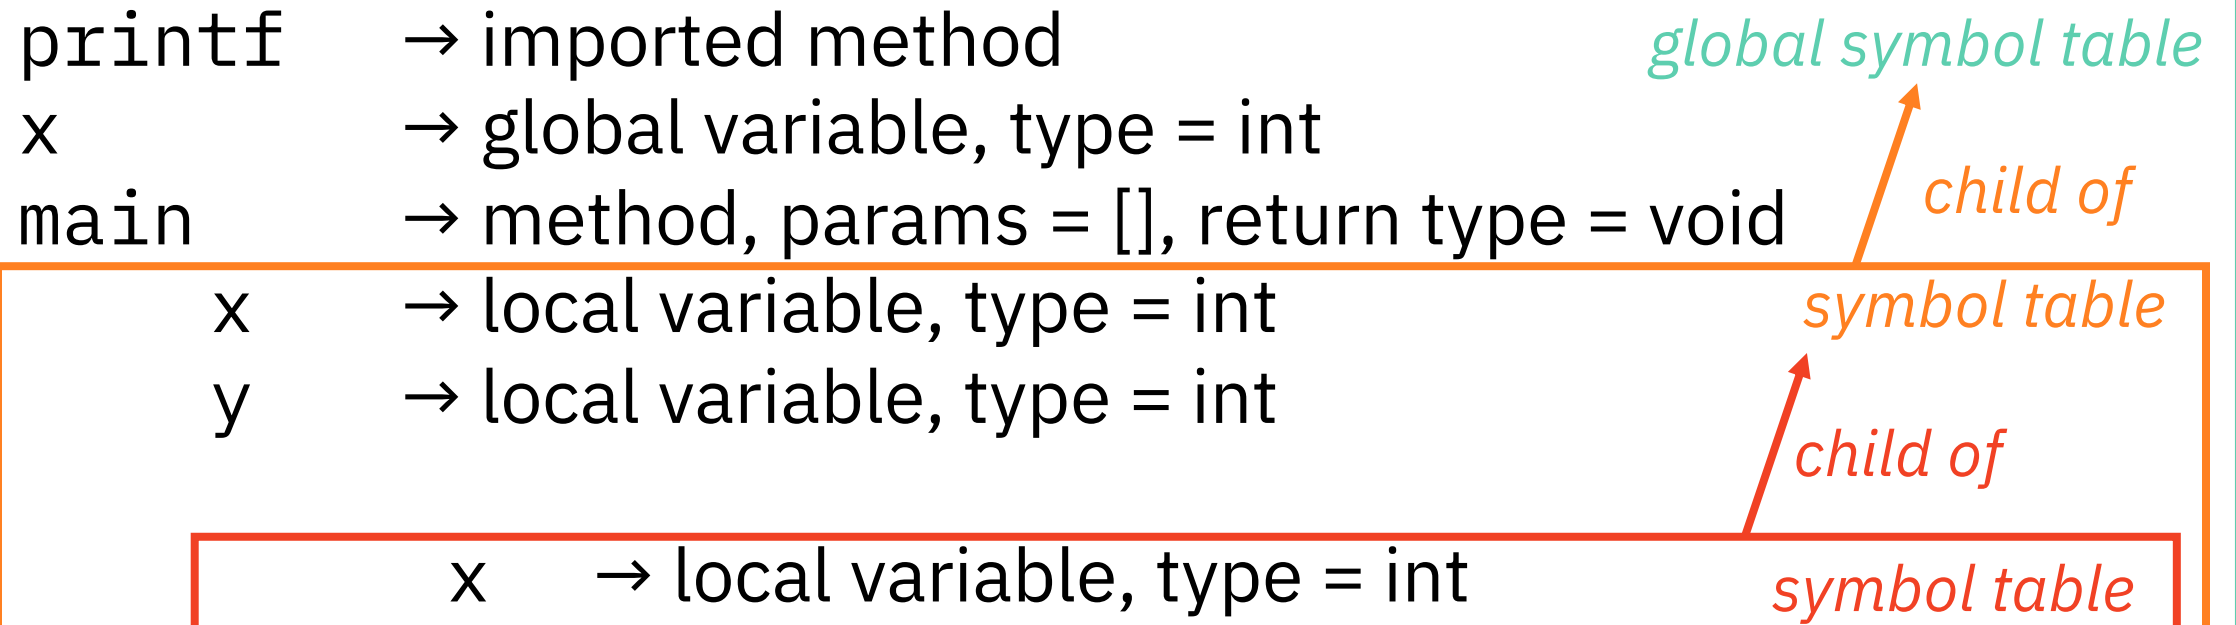 printf → imported method global symbol table
x → global variable, type = int
child of
main → method, params = [], return type = void
x → local variable, type = int symbol table
y → local variable, type = int
child of
x → local variable, type = int symbol table